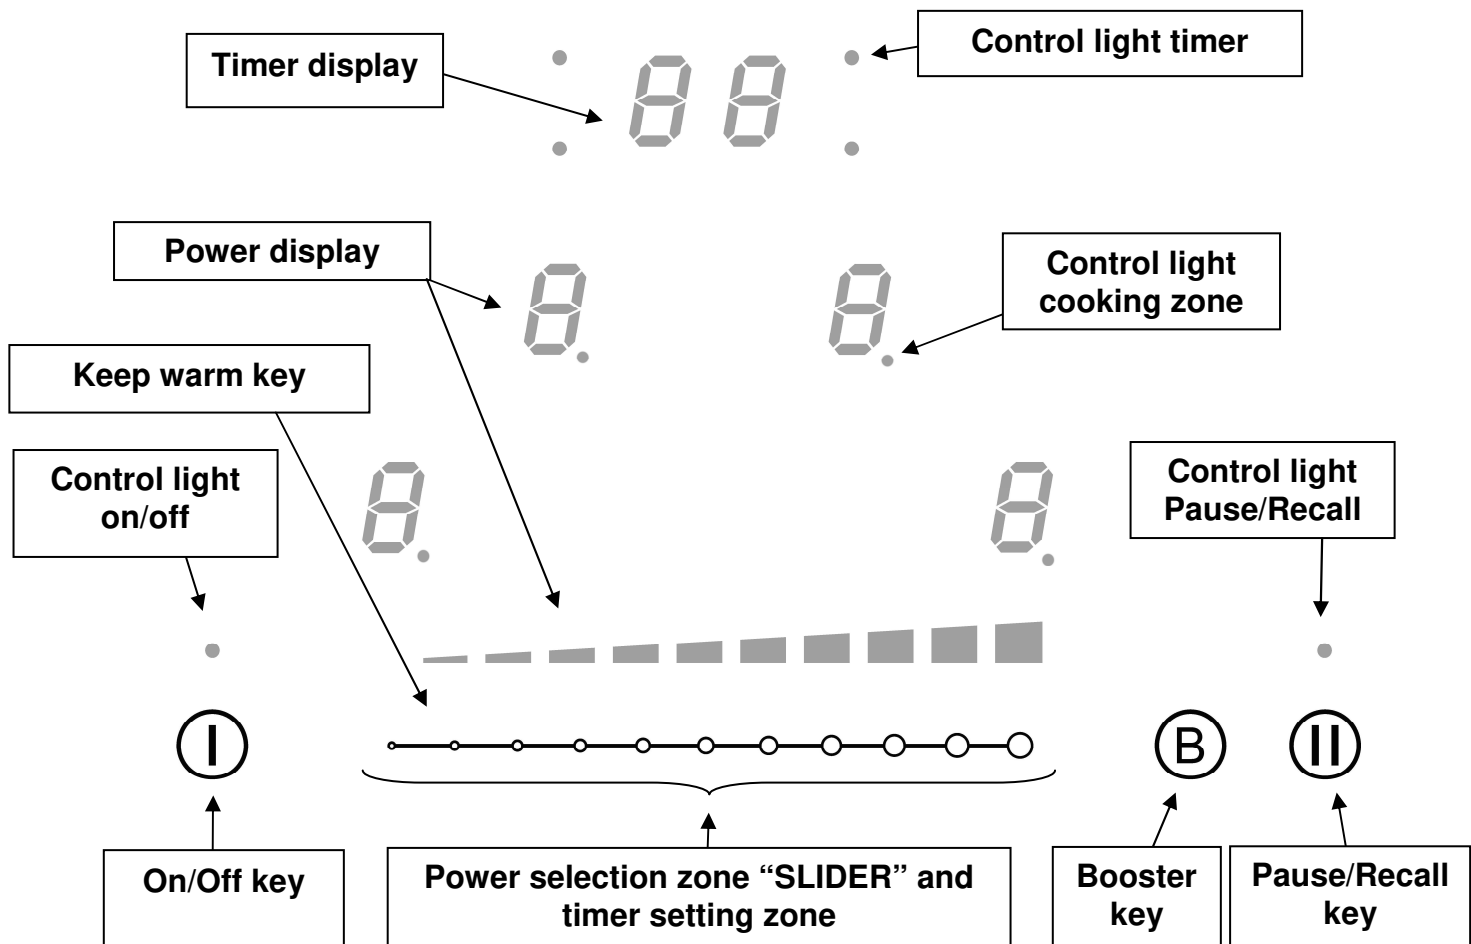 Timer display
Control light timer
Power display
Control light
cooking zone
Keep warm key
Control light
on/off
Control light
Pause/Recall
B
On/Off key
Power selection zone “SLIDER” and
timer setting zone
Booster
key
Pause/Recall
key